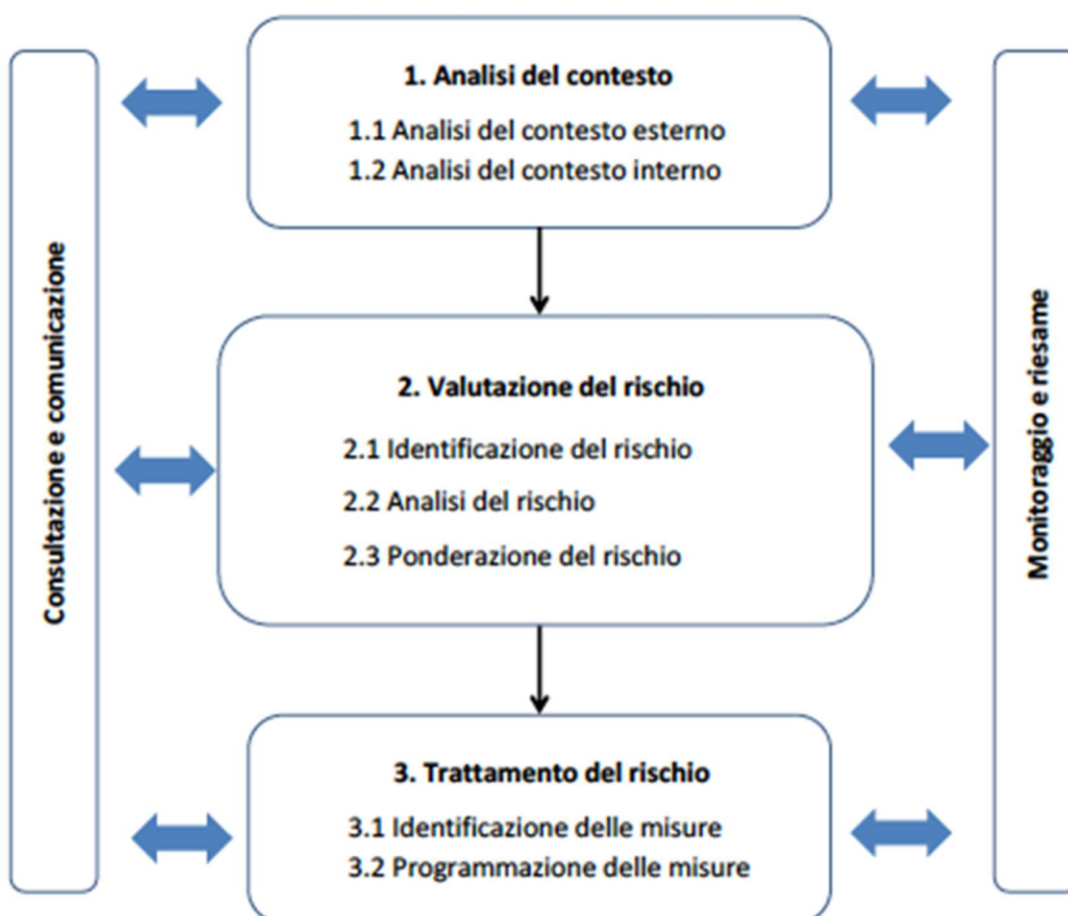 Consultazione e comunicazione
1. Analisi del contesto
1.1 Analisi del contesto esterno
1.2 Analisi del contesto interno
2. Valutazione del rischio
2.1 Identificazione del rischio
2.2 Analisi del rischio
2.3 Ponderazione del rischio
3. Trattamento del rischio
3.1 Identificazione delle misure
3.2 Programmazione delle misure
Monitoraggio e riesame